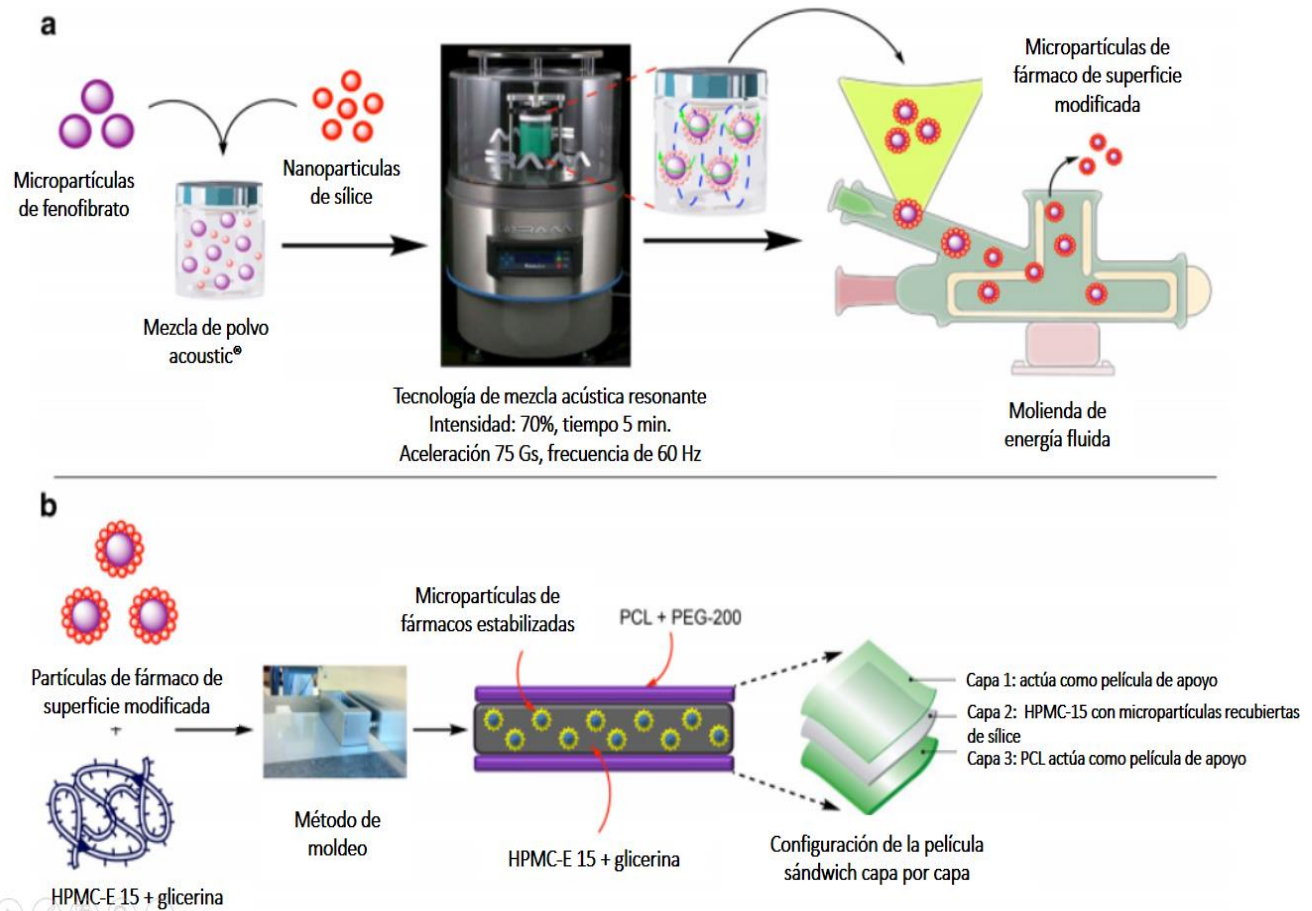 a
Micropartículas
de fenofibrato
Nanoparticulas
de sílice
Mezcla de polvo
acoustic®
Tecnología de mezcla acústica resonante
Intensidad: 70%, tiempo 5 min.
Aceleración 75 Gs, frecuencia de 60 Hz
Micropartículas de
fármaco de superficie
modificada
Molienda de
energía fluida
b
Partículas de fármaco de
superficie modificada
+
HPMC-E 15 + glicerina
Método de
moldeo
Micropartículas de
fármacos estabilizadas
PCL + PEG-200
HPMC-E 15 + glicerina
Capa 1: actúa como película de apoyo
Capa 2: HPMC-15 con micropartículas recubiertas
de sílice
Capa 3: PCL actúa como película de apoyo
Configuración de la película
sándwich capa por capa